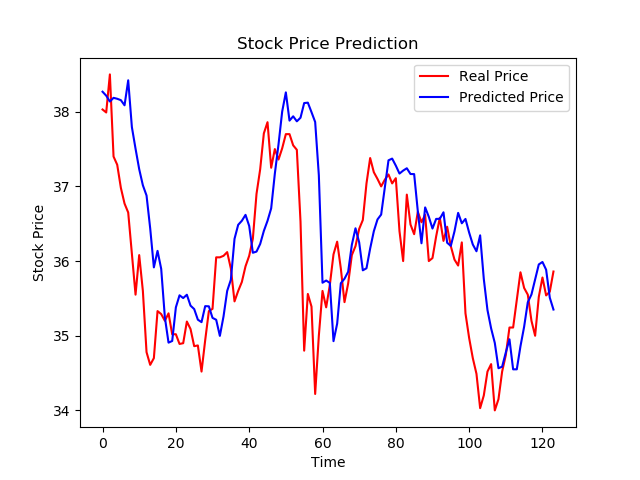 Stock Price Prediction
Real Price
Predicted Price
Stock Price
38
37
36
35
34
0 20 40 60 80 100 120
Time